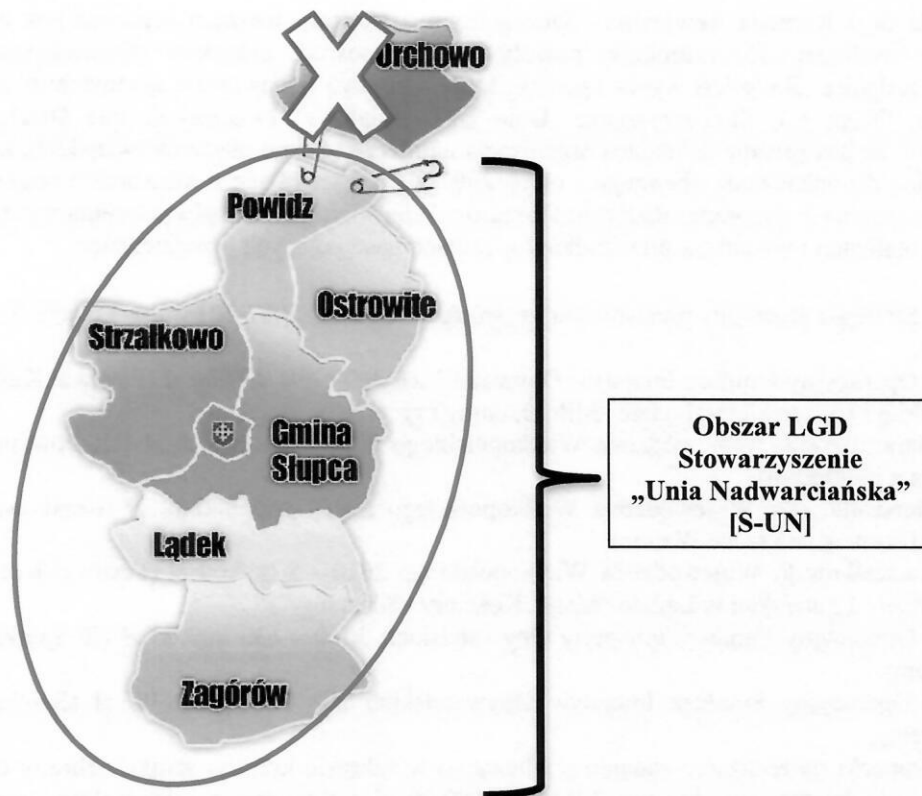 Orchowo
Powidz
Ostrowite
Strzałkowo
Gmina
Słupca
Lądek
Zagórów
Obszar LGD
Stowarzyszenie
„Unia Nadwarciańska”
[S-UN]